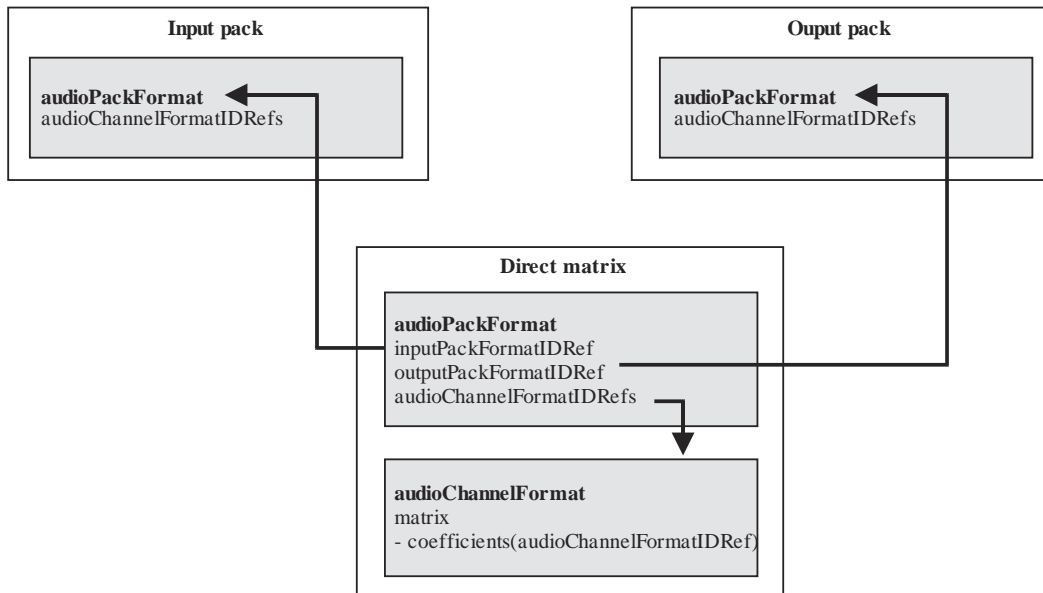 Input pack
audioPackFormat
audioChannelFormatIDRefs
Ouput pack
audioPackFormat
audioChannelFormatIDRefs
Direct matrix
audioPackFormat
inputPackFormatIDRef
outputPackFormatIDRef
audioChannelFormatIDRefs
audioChannelFormat
matrix
- coefficients(audioChannelFormatIDRef)